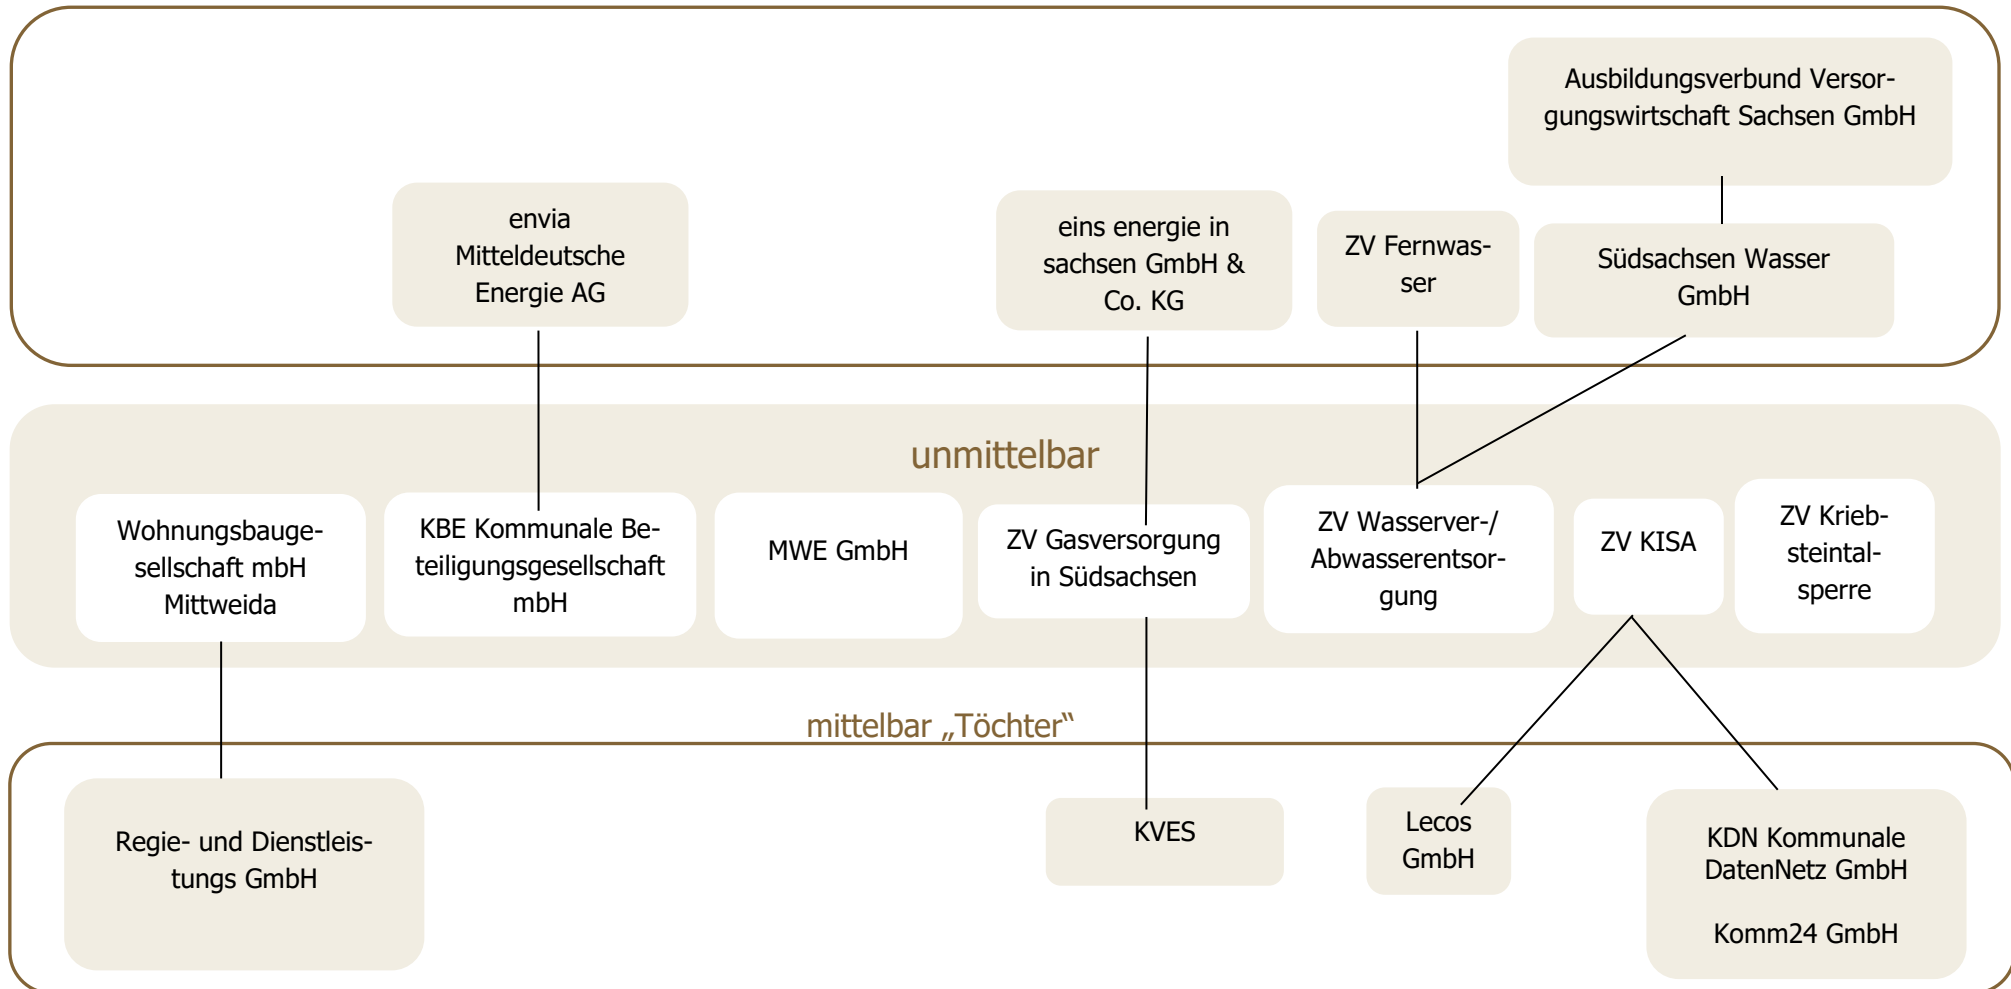 Ausbildungsverbund Versor-
gungswirtschaft Sachsen GmbH
envia
Mitteldeutsche
Energie AG
eins energie in
sachsen GmbH &
Co. KG
ZV Fernwas-
ser
Südsachsen Wasser
GmbH
unmittelbar
Wohnungsbauge-
sellschaft mbH
Mittweida
KBE Kommunale Be-
teiligungsgesellschaft
mbH
MWE GmbH
ZV Gasversorgung
in Südsachsen
ZV Wasserver-/
Abwasserentsor-
gung
ZV KISA
ZV Krieb-
steintal-
sperre
mittelbar „Töchter“
Regie- und Dienstleis-
tungs GmbH
KVES
Lecos
GmbH
KDN Kommunale
DatenNetz GmbH
Komm24 GmbH